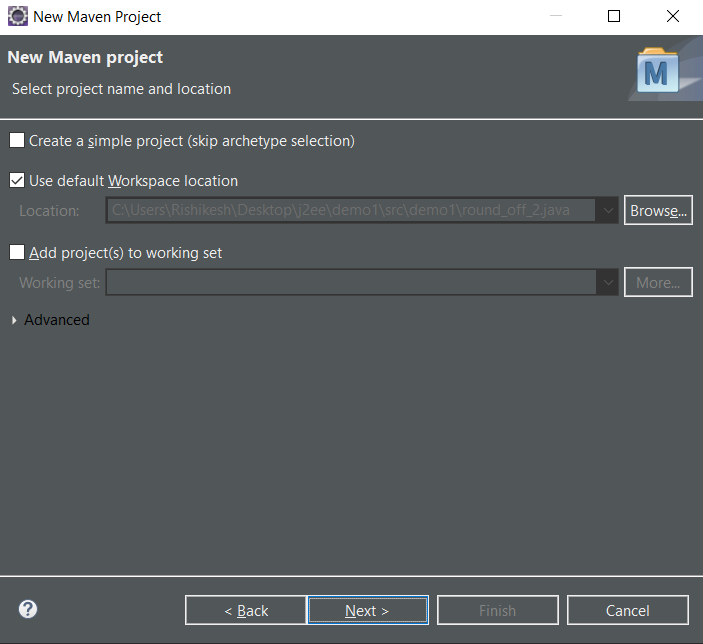 New Maven Project
New Maven project
Select project name and location
M
Create a simple project (skip archetype selection)
Use default Workspace location
Location: C:\Users\Rishikesh\Desktop\j2ee\demo1\src\demo1\round_off_2.java Browse...
Add project(s) to working set
Working set: More...
Advanced
? < Back Next > Finish Cancel